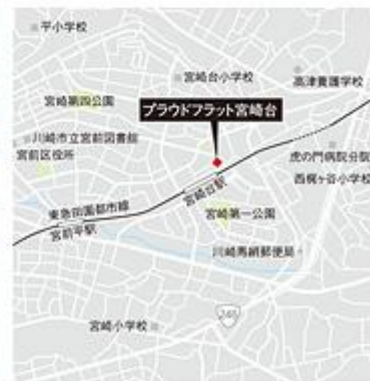 平小学校
宮崎台小学校
高津養護学校
宮崎第四公園
プラウドフラット宮崎台
川崎市立宮前図書館
宮前区役所
虎の門病院分院
西梶ヶ谷小学校
宮崎台駅
東急田園都市線
宮崎第一公園
宮前平駅
川崎馬絹郵便局
246
宮崎小学校